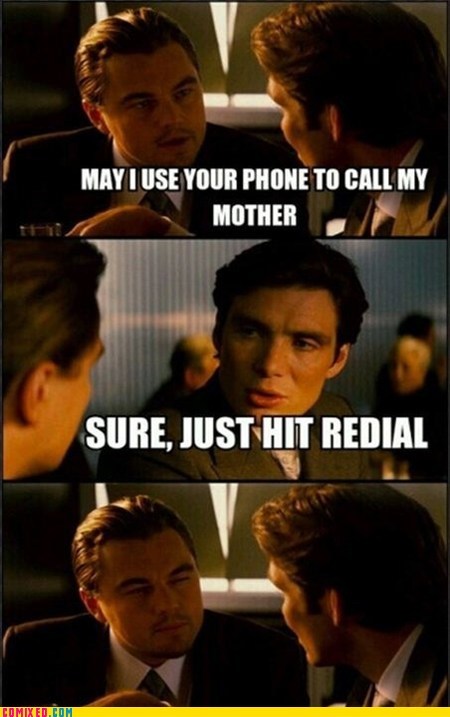 MAY I USE YOUR PHONE TO CALL MY
MOTHER
SURE, JUST HIT REDIAL
COMIXED.COM